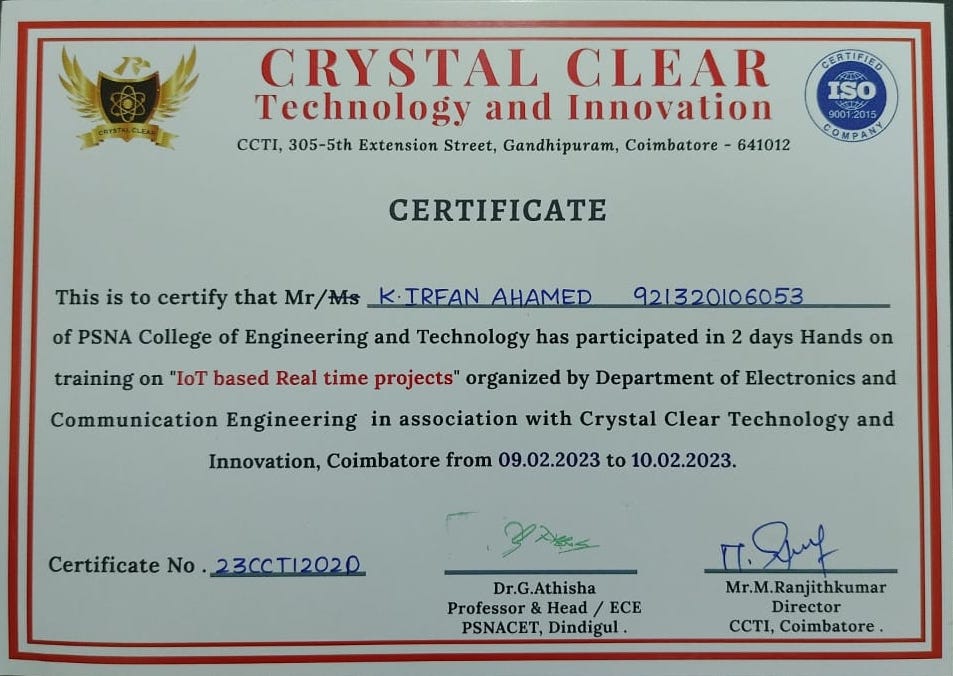 CRYSTAL CLEAR
Technology and Innovation
CCTI, 305-5th Extension Street, Gandhipuram, Coimbatore - 641012
CRYSTAL CLEAR
CERTIFIED
ISO
9001:2015
COMPANY
CERTIFICATE
This is to certify that Mr/Ms K.IRFAN AHAMED 921320106053
of PSNA College of Engineering and Technology has participated in 2 days Hands on
training on "IoT based Real time projects" organized by Department of Electronics and
Communication Engineering in association with Crystal Clear Technology and
Innovation, Coimbatore from 09.02.2023 to 10.02.2023.
Certificate No . 23CCTI202D
Dr.G.Athisha
Professor & Head / ECE
PSNACET, Dindigul .
Mr.M.Ranjithkumar
Director
CCTI, Coimbatore .